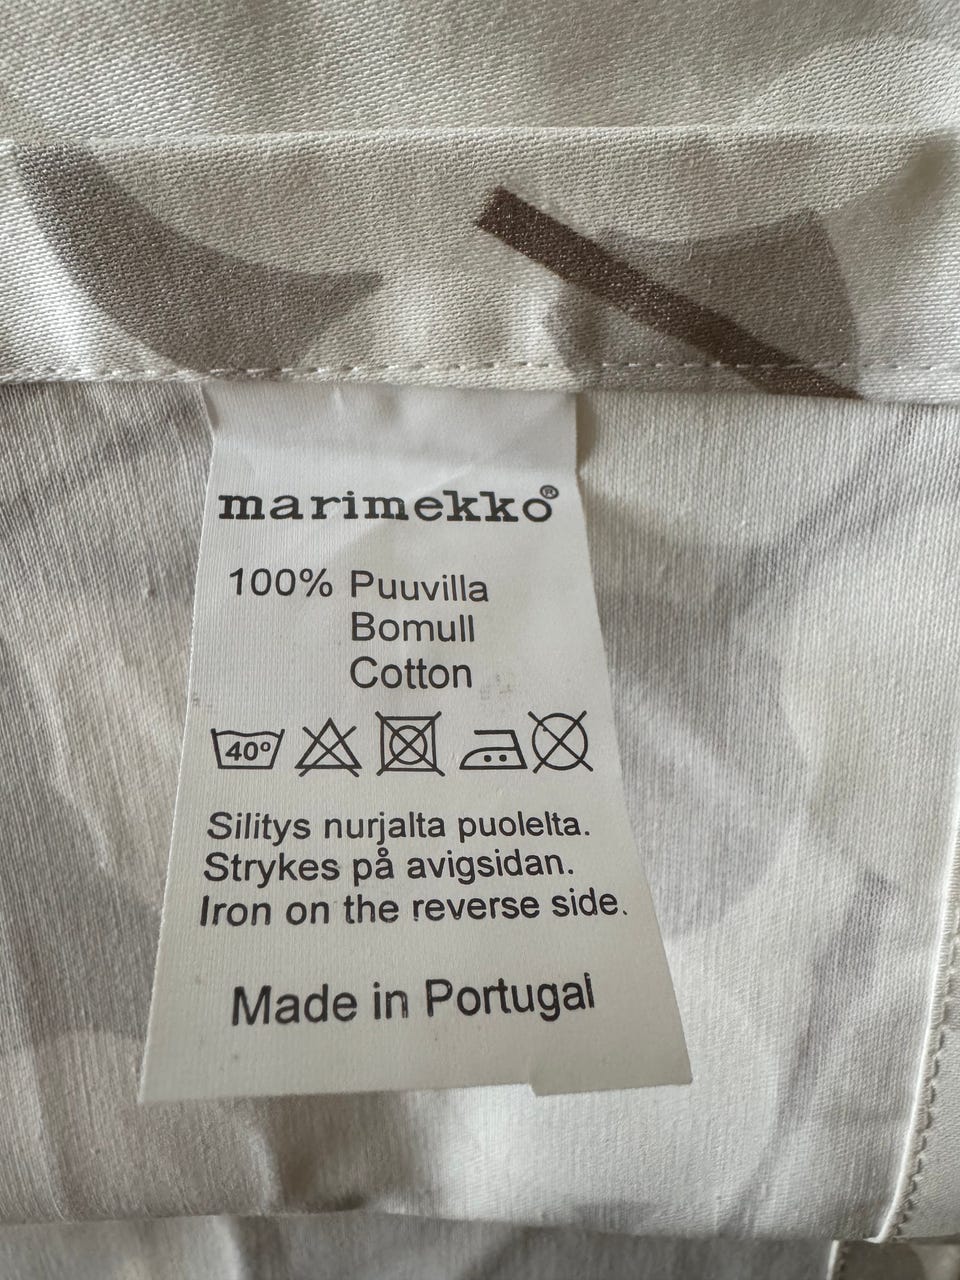 marimekko®
100% Puuvilla
Bomull
Cotton
40°
Silitys nurjalta puolelta.
Strykes på avigsidan.
Iron on the reverse side.
Made in Portugal